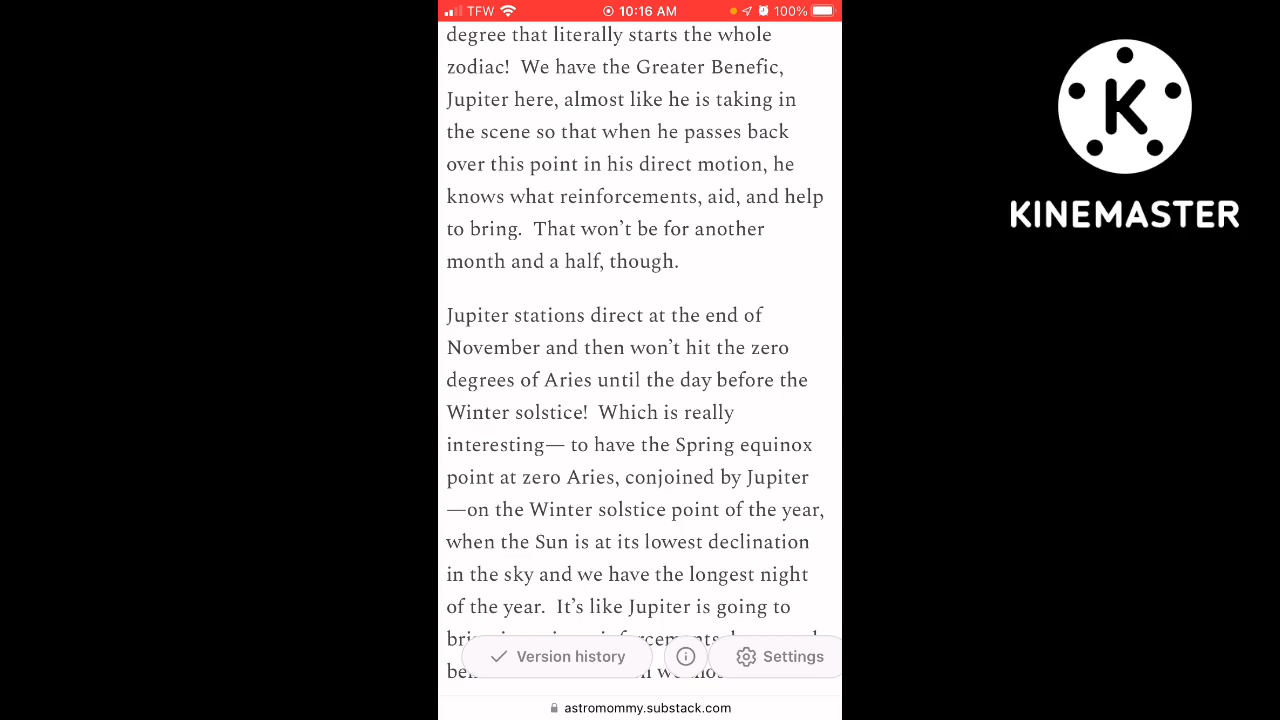 TFW 10:16 AM 100%
degree that literally starts the whole
zodiac!  We have the Greater Benefic,
Jupiter here, almost like he is taking in
the scene so that when he passes back
over this point in his direct motion, he
knows what reinforcements, aid, and help
to bring.  That won’t be for another
month and a half, though.
Jupiter stations direct at the end of
November and then won’t hit the zero
degrees of Aries until the day before the
Winter solstice!  Which is really
interesting— to have the Spring equinox
point at zero Aries, conjoined by Jupiter
—on the Winter solstice point of the year,
when the Sun is at its lowest declination
in the sky and we have the longest night
of the year.  It’s like Jupiter is going to
Version history
Settings
astromommy.substack.com
K
KINEMASTER